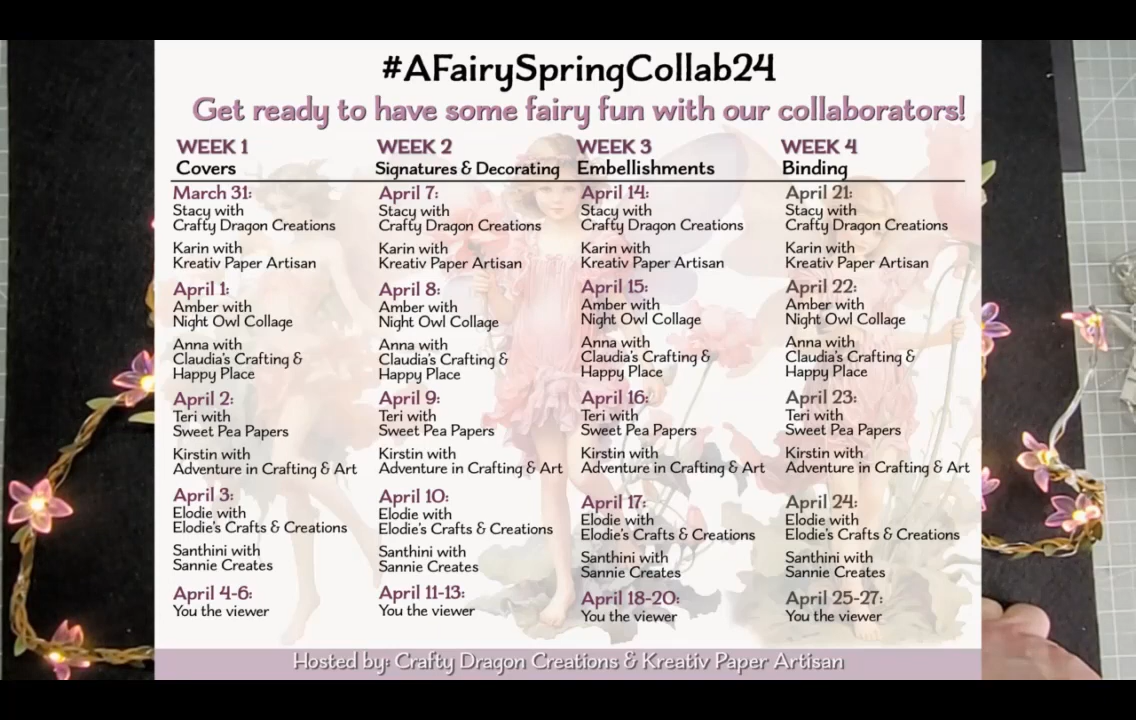 #AFairySpringCollab24
Get ready to have some fairy fun with our collaborators!
WEEK 1
Covers
March 31:
Stacy with
Crafty Dragon Creations
Karin with
Kreativ Paper Artisan
April 1:
Amber with
Night Owl Collage
Anna with
Claudia's Crafting &
Happy Place
April 2:
Teri with
Sweet Pea Papers
Kirstin with
Adventure in Crafting & Art
April 3:
Elodie with
Elodie's Crafts & Creations
Santhini with
Sannie Creates
April 4-6:
You the viewer
WEEK 2
Signatures & Decorating
April 7:
Stacy with
Crafty Dragon Creations
Karin with
Kreativ Paper Artisan
April 8:
Amber with
Night Owl Collage
Anna with
Claudia's Crafting &
Happy Place
April 9:
Teri with
Sweet Pea Papers
Kirstin with
Adventure in Crafting & Art
April 10:
Elodie with
Elodie's Crafts & Creations
Santhini with
Sannie Creates
April 11-13:
You the viewer
WEEK 3
Embellishments
April 14:
Stacy with
Crafty Dragon Creations
Karin with
Kreativ Paper Artisan
April 15:
Amber with
Night Owl Collage
Anna with
Claudia's Crafting &
Happy Place
April 16:
Teri with
Sweet Pea Papers
Kirstin with
Adventure in Crafting & Art
April 17:
Elodie with
Elodie's Crafts & Creations
Santhini with
Sannie Creates
April 18-20:
You the viewer
WEEK 4
Binding
April 21:
Stacy with
Crafty Dragon Creations
Karin with
Kreativ Paper Artisan
April 22:
Amber with
Night Owl Collage
Anna with
Claudia's Crafting &
Happy Place
April 23:
Teri with
Sweet Pea Papers
Kirstin with
Adventure in Crafting & Art
April 24:
Elodie with
Elodie's Crafts & Creations
Santhini with
Sannie Creates
April 25-27:
You the viewer
Hosted by: Crafty Dragon Creations & Kreativ Paper Artisan